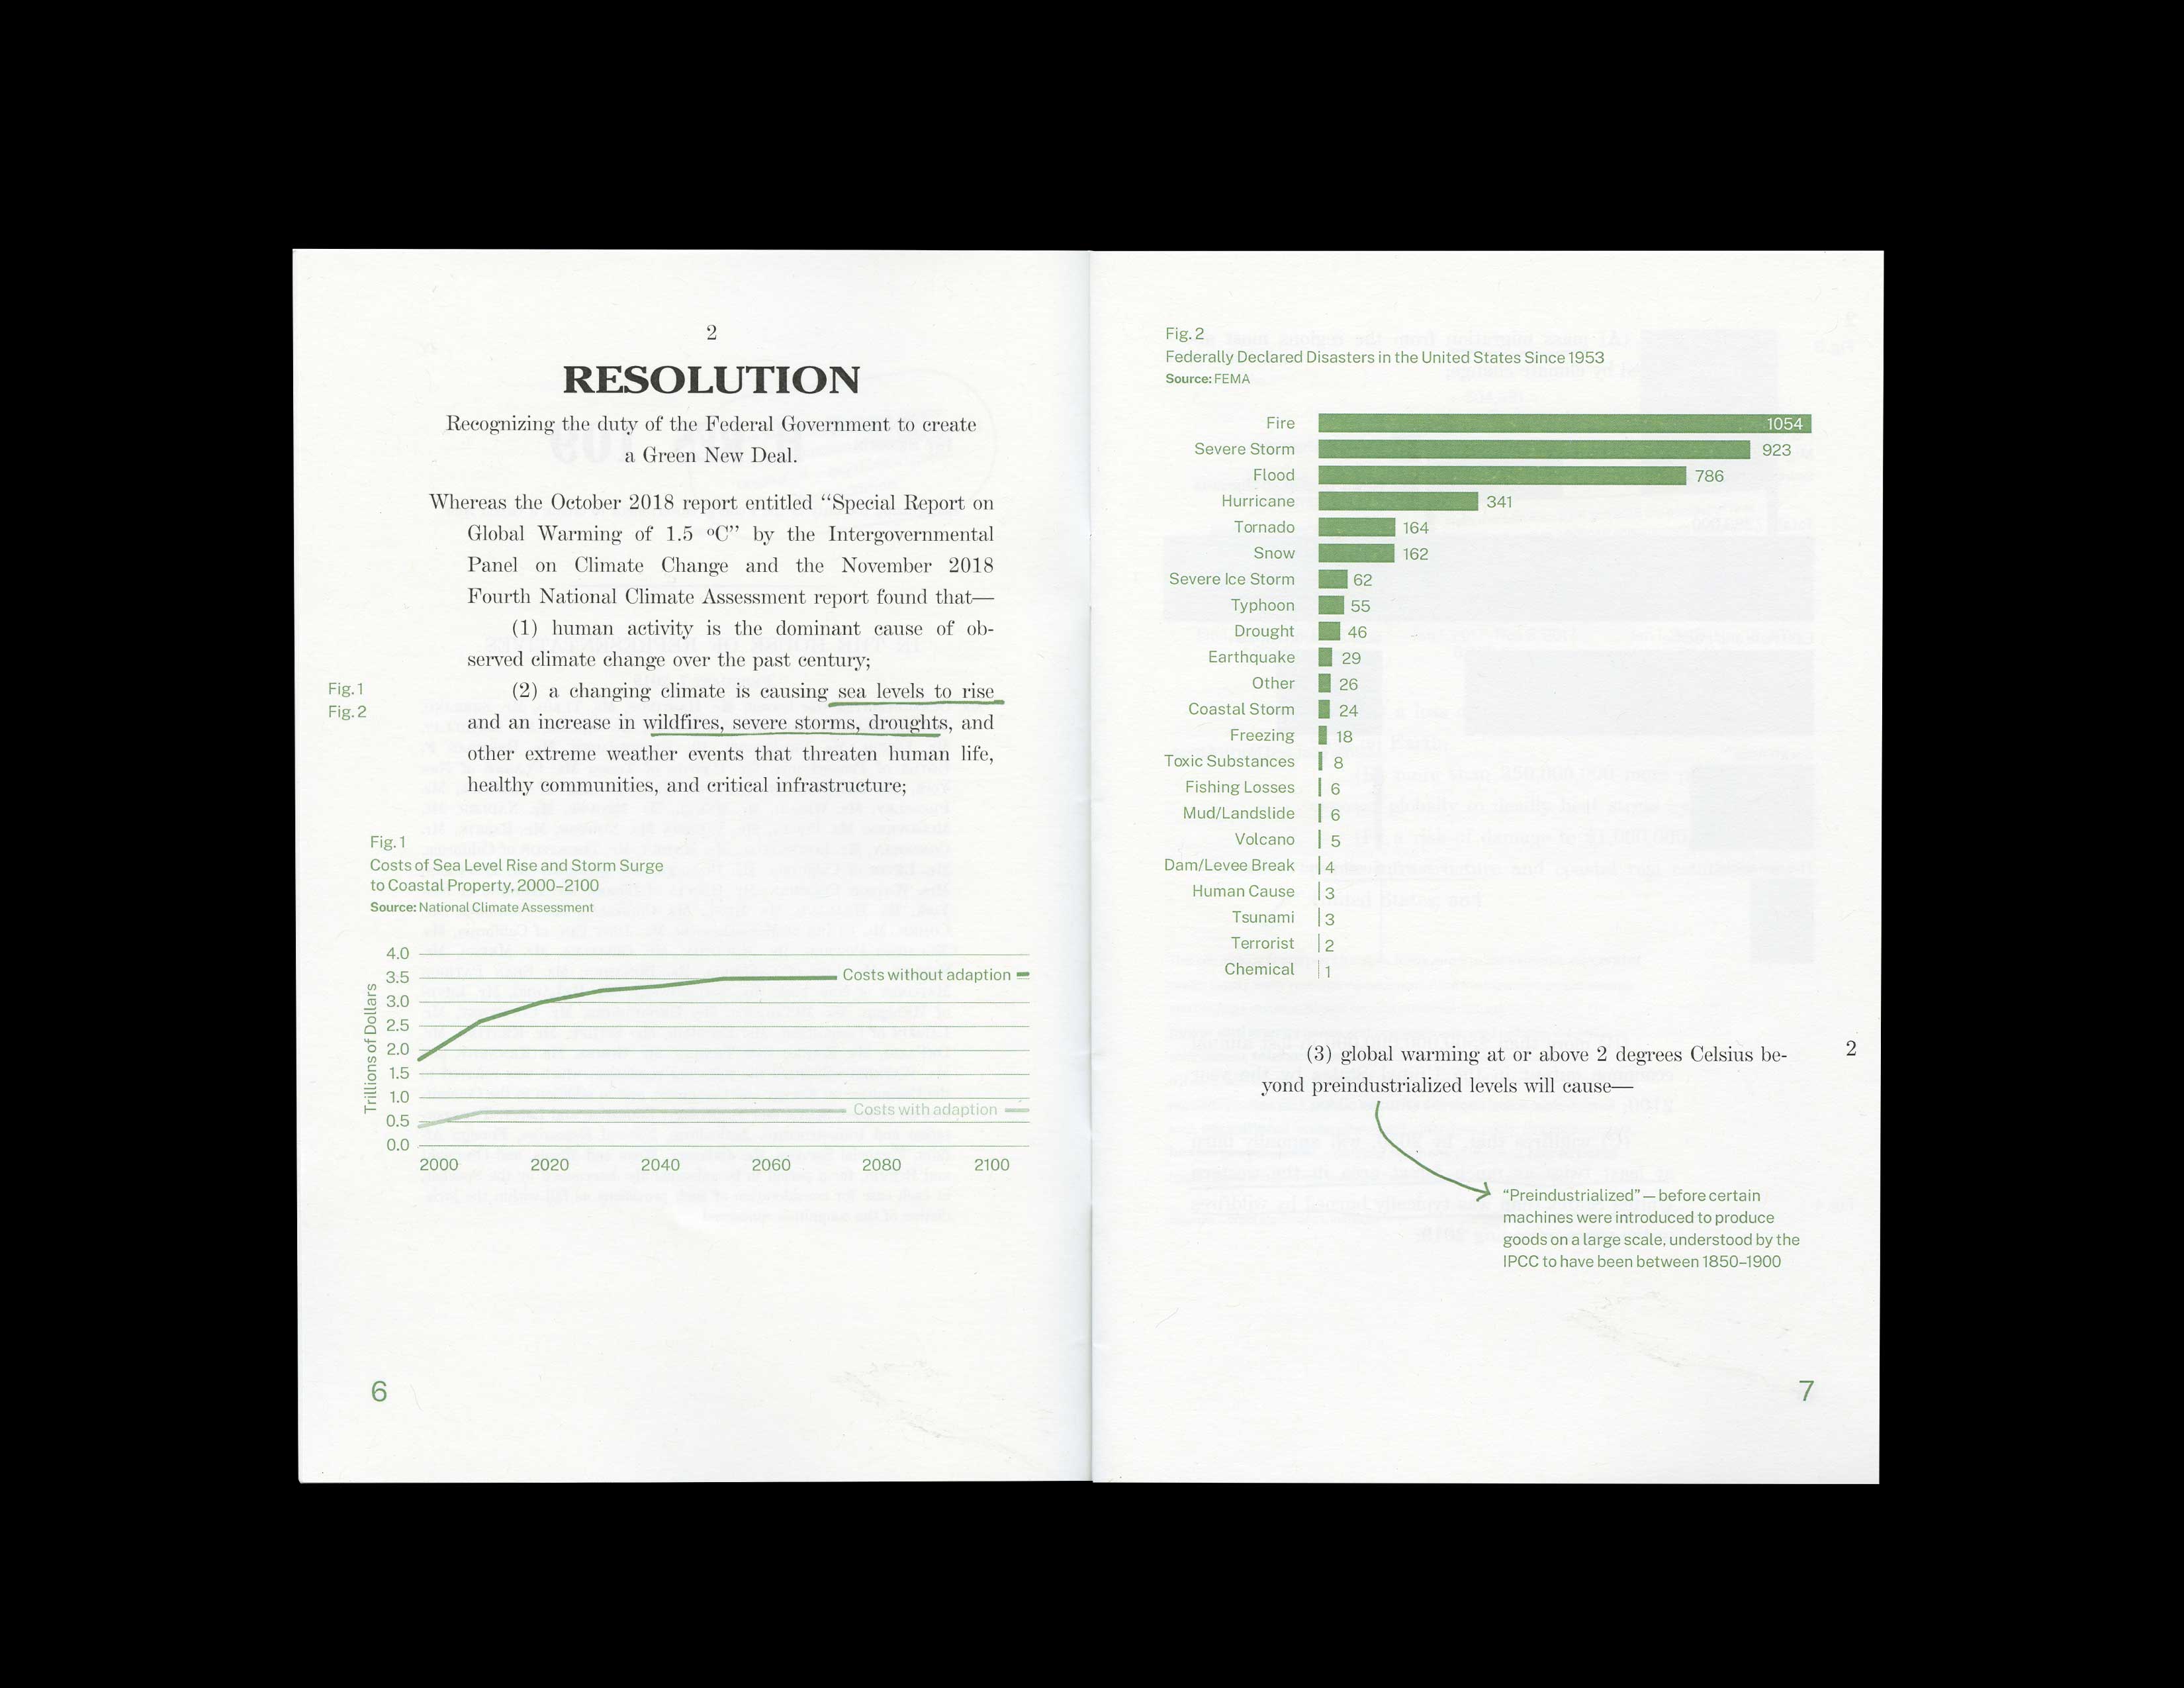 2
RESOLUTION
Recognizing the duty of the Federal Government to create
a Green New Deal.
Whereas the October 2018 report entitled “Special Report on
Global Warming of 1.5 ºC” by the Intergovernmental
Panel on Climate Change and the November 2018
Fourth National Climate Assessment report found that—
(1) human activity is the dominant cause of ob-
served climate change over the past century;
Fig. 1
(2) a changing climate is causing sea levels to rise
Fig. 2
and an increase in wildfires, severe storms, droughts, and
other extreme weather events that threaten human life,
healthy communities, and critical infrastructure;
Fig. 1
Costs of Sea Level Rise and Storm Surge
to Coastal Property, 2000–2100
Source: National Climate Assessment
Trillions of Dollars
4.0
3.5
3.0
2.5
2.0
1.5
1.0
0.5
0.0
Costs without adaption
Costs with adaption
2000 2020 2040 2060 2080 2100
6
Fig. 2
Federally Declared Disasters in the United States Since 1953
Source: FEMA
Fire 1054
Severe Storm 923
Flood 786
Hurricane 341
Tornado 164
Snow 162
Severe Ice Storm 62
Typhoon 55
Drought 46
Earthquake 29
Other 26
Coastal Storm 24
Freezing 18
Toxic Substances 8
Fishing Losses 6
Mud/Landslide 6
Volcano 5
Dam/Levee Break 4
Human Cause 3
Tsunami 3
Terrorist 2
Chemical 1
(3) global warming at or above 2 degrees Celsius be-
2
yond preindustrialized levels will cause—
“Preindustrialized” — before certain
machines were introduced to produce
goods on a large scale, understood by the
IPCC to have been between 1850–1900
7